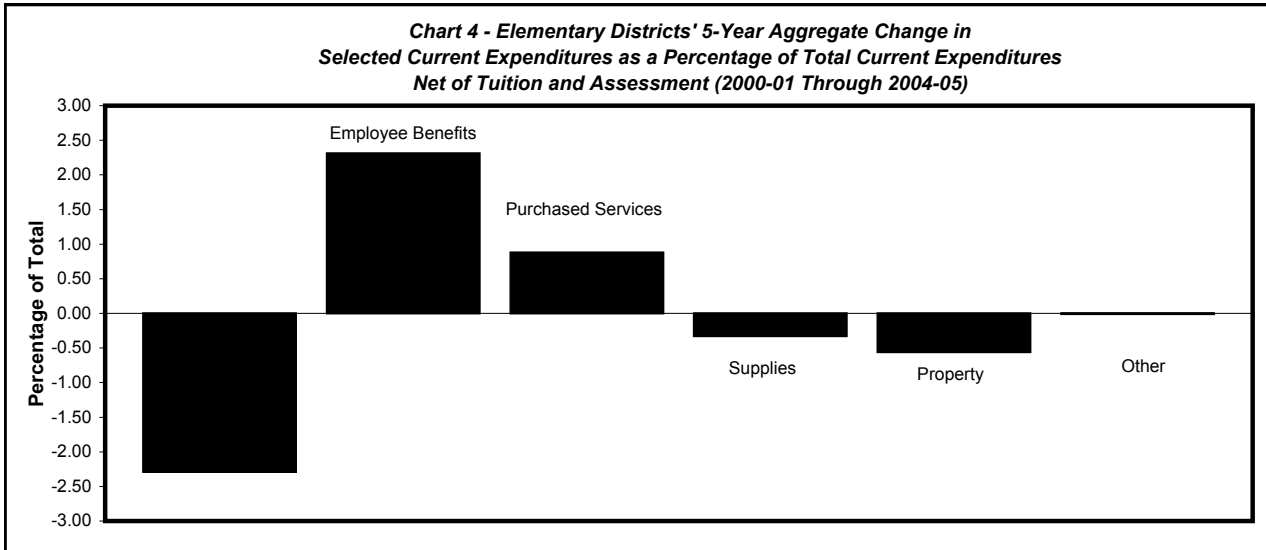 Chart 4 - Elementary Districts' 5-Year Aggregate Change in
Selected Current Expenditures as a Percentage of Total Current Expenditures
Net of Tuition and Assessment (2000-01 Through 2004-05)
Percentage of Total
3.00
2.50
2.00
1.50
1.00
0.50
0.00
-0.50
-1.00
-1.50
-2.00
-2.50
-3.00
Employee Benefits
Purchased Services
Supplies
Property
Other